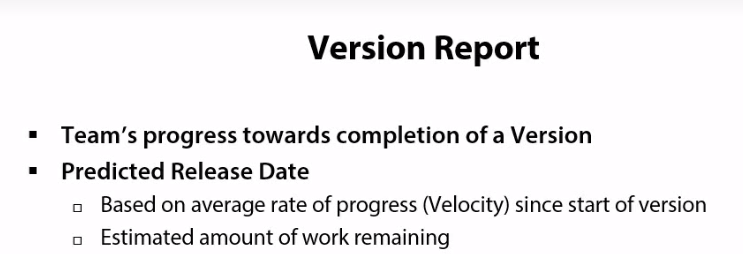 Version Report
▪ Team's progress towards completion of a Version
▪ Predicted Release Date
▫ Based on average rate of progress (Velocity) since start of version
▫ Estimated amount of work remaining